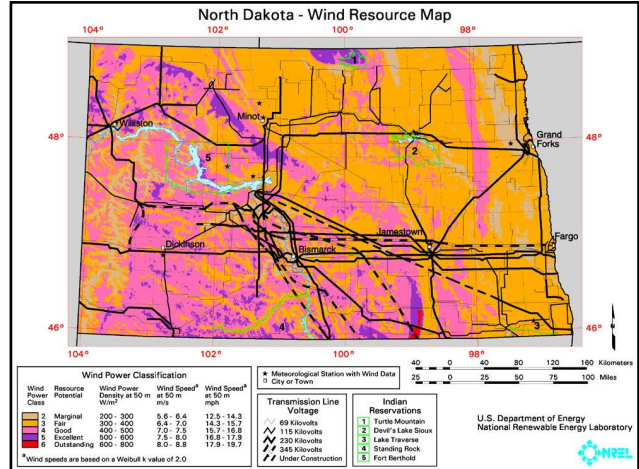 North Dakota - Wind Resource Map
104° 102° 100° 98°
1
Williston
Minot
48° 48°
Grand
Forks
2
5
Jamestown
Fargo
Dickinson
Bismarck
46° 4 3 46°
104° 102° 100° 98°
Wind Power Classification
Wind Power Class
Resource Potential
Wind Power Density at 50 m W/m²
Wind Speedª at 50 m m/s
Wind Speedª at 50 m mph
2 Marginal 200 - 300 5.6 - 6.4 12.5 - 14.3
3 Fair 300 - 400 6.4 - 7.0 14.3 - 15.7
4 Good 400 - 500 7.0 - 7.5 15.7 - 16.8
5 Excellent 500 - 600 7.5 - 8.0 16.8 - 17.9
6 Outstanding 600 - 800 8.0 - 8.8 17.9 - 19.7
ª Wind speeds are based on a Weibull k value of 2.0
Meteorological Station with Wind Data
City or Town
Transmission Line
Voltage
69 Kilovolts
115 Kilovolts
230 Kilovolts
345 Kilovolts
Under Construction
Indian
Reservations
1 Turtle Mountain
2 Devil's Lake Sioux
3 Lake Traverse
4 Standing Rock
5 Fort Berthold
40 0 40 80 120 160 Kilometers
25 0 25 50 75 100 Miles
U.S. Department of Energy
National Renewable Energy Laboratory
NREL